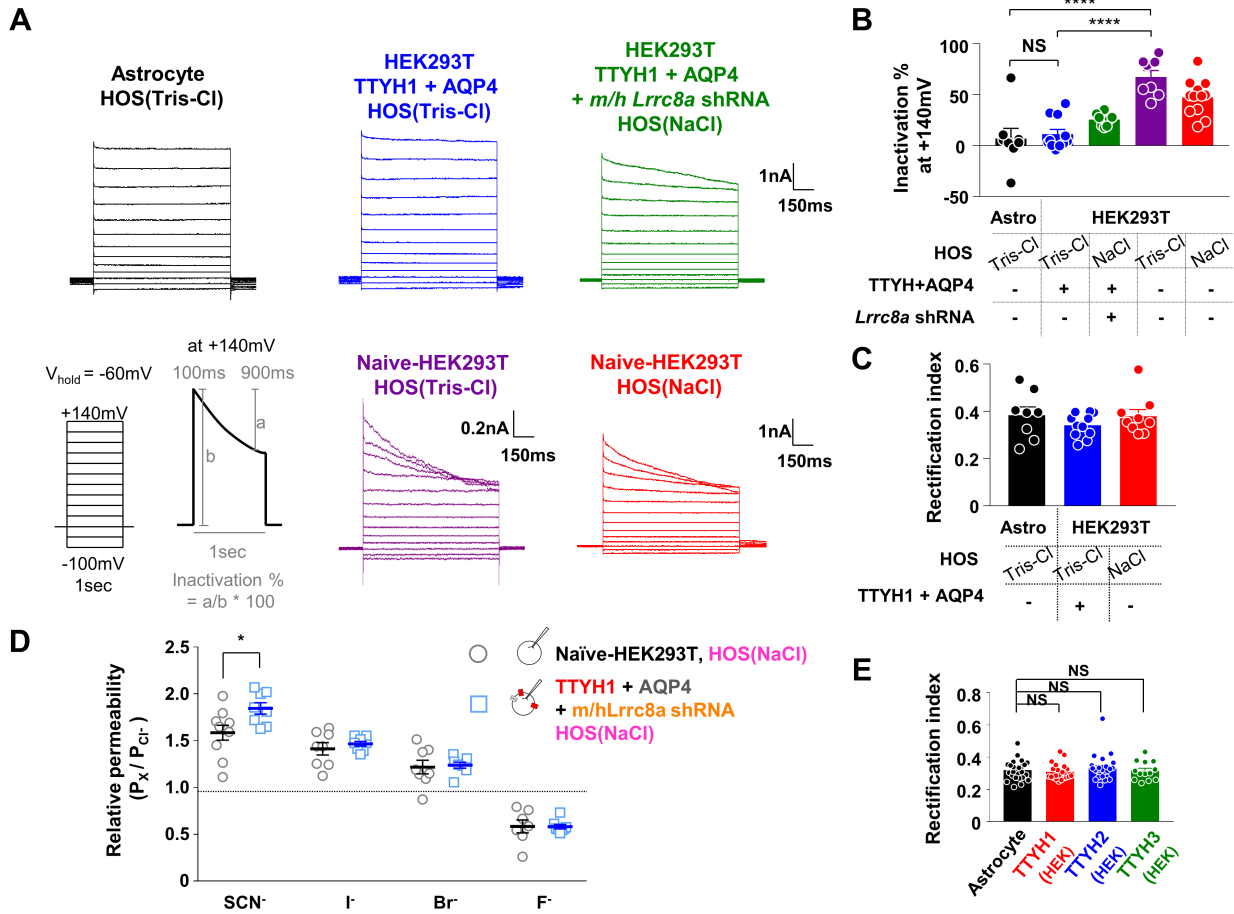 A
Astrocyte
HOS(Tris-Cl)
HEK293T
TTYH1 + AQP4
HOS(Tris-Cl)
HEK293T
TTYH1 + AQP4
+ m/h Lrrc8a shRNA
HOS(NaCl)
1nA
150ms
Vhold = -60mV
+140mV
-100mV
1sec
at +140mV
100ms 900ms
a
b
1sec
Inactivation %
= a/b * 100
Naive-HEK293T
HOS(Tris-Cl)
0.2nA
150ms
Naive-HEK293T
HOS(NaCl)
1nA
150ms
B
****
****
NS
Inactivation %
at +140mV
100
50
0
-50
Astro HEK293T
HOS Tris-Cl Tris-Cl NaCl Tris-Cl NaCl
TTYH+AQP4 - + + - -
Lrrc8a shRNA - - + - -
C
Rectification index
0.6
0.4
0.6
0
Astro HEK293T
HOS Tris-Cl Tris-Cl NaCl
TTYH1 + AQP4 - + -
D
Relative permeability
(PX / PCl-)
2.5
2.0
1.5
1.0
0.5
0
*
SCN- I- Br- F-
Naïve-HEK293T, HOS(NaCl)
TTYH1 + AQP4
+ m/hLrrc8a shRNA
HOS(NaCl)
E
Rectification index
0.8
0.6
0.4
0.2
0
NS
NS
NS
Astrocyte
TTYH1
(HEK)
TTYH2
(HEK)
TTYH3
(HEK)